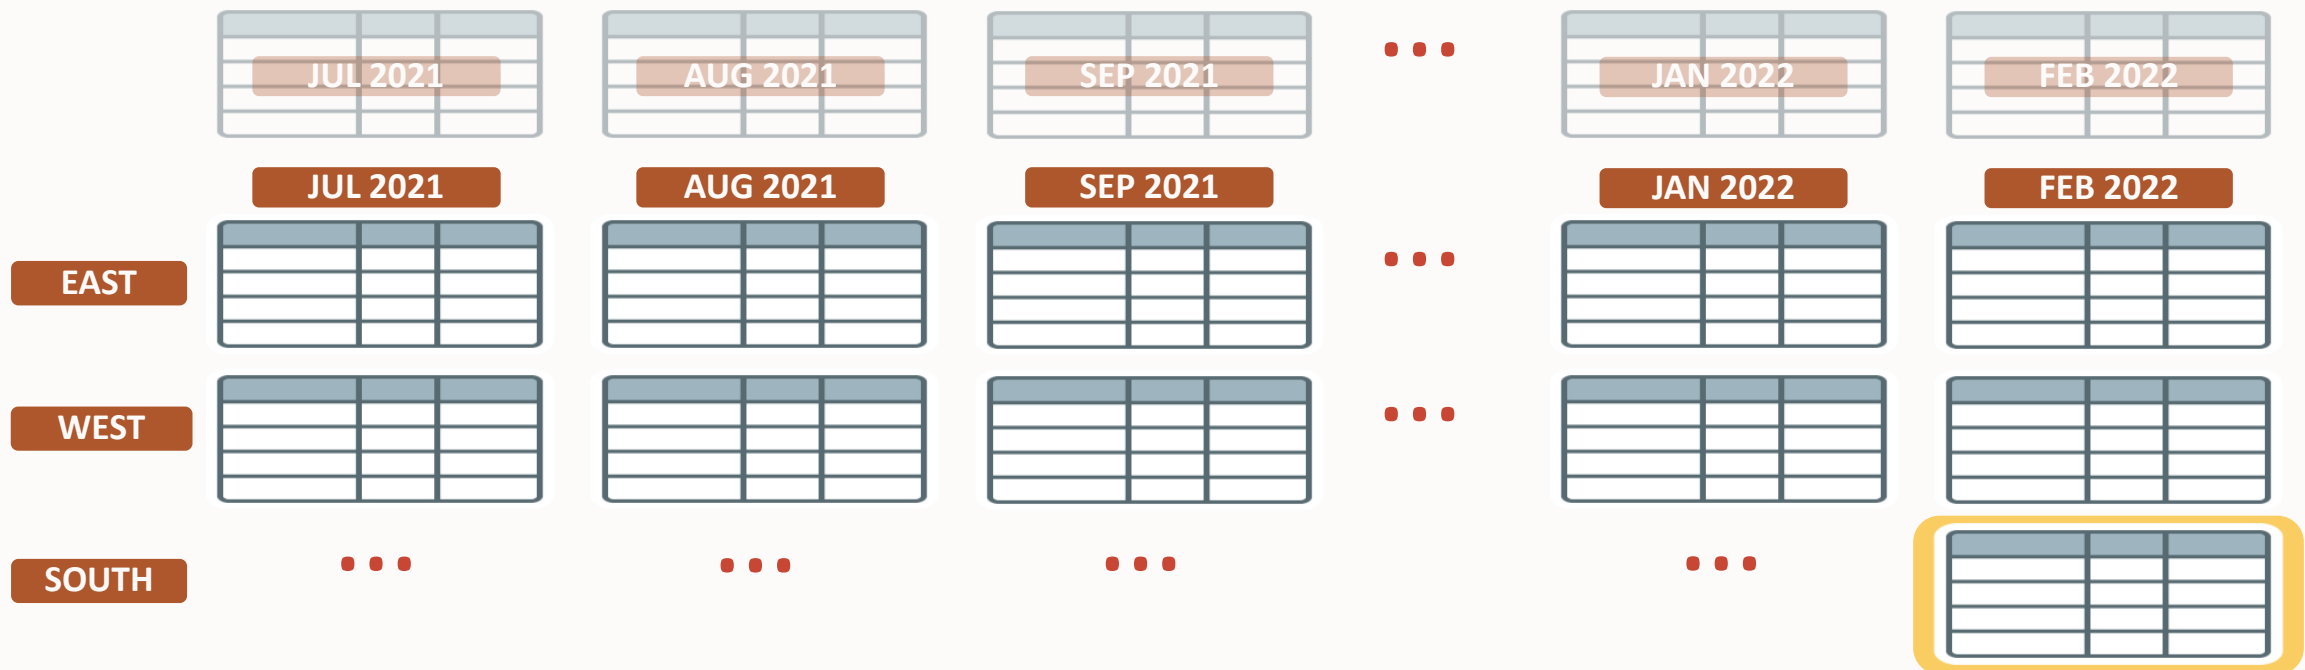 JUL 2021 AUG 2021 SEP 2021 ... JAN 2022 FEB 2022
JUL 2021 AUG 2021 SEP 2021 JAN 2022 FEB 2022
EAST ...
WEST ...
SOUTH ... ... ... ...